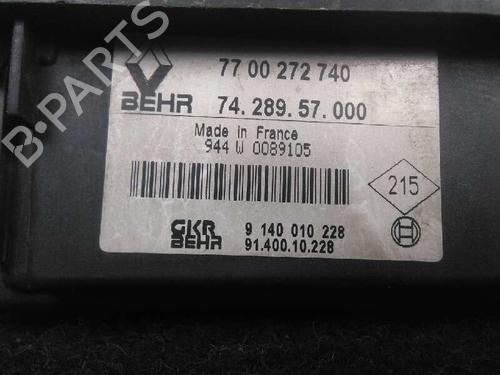 77 00 272 740
BEHR 74.289.57.000
Made in France
944 W 0089105
215
GKR 9 140 010 228
BEHR 91.400.10.228
B-PARTS